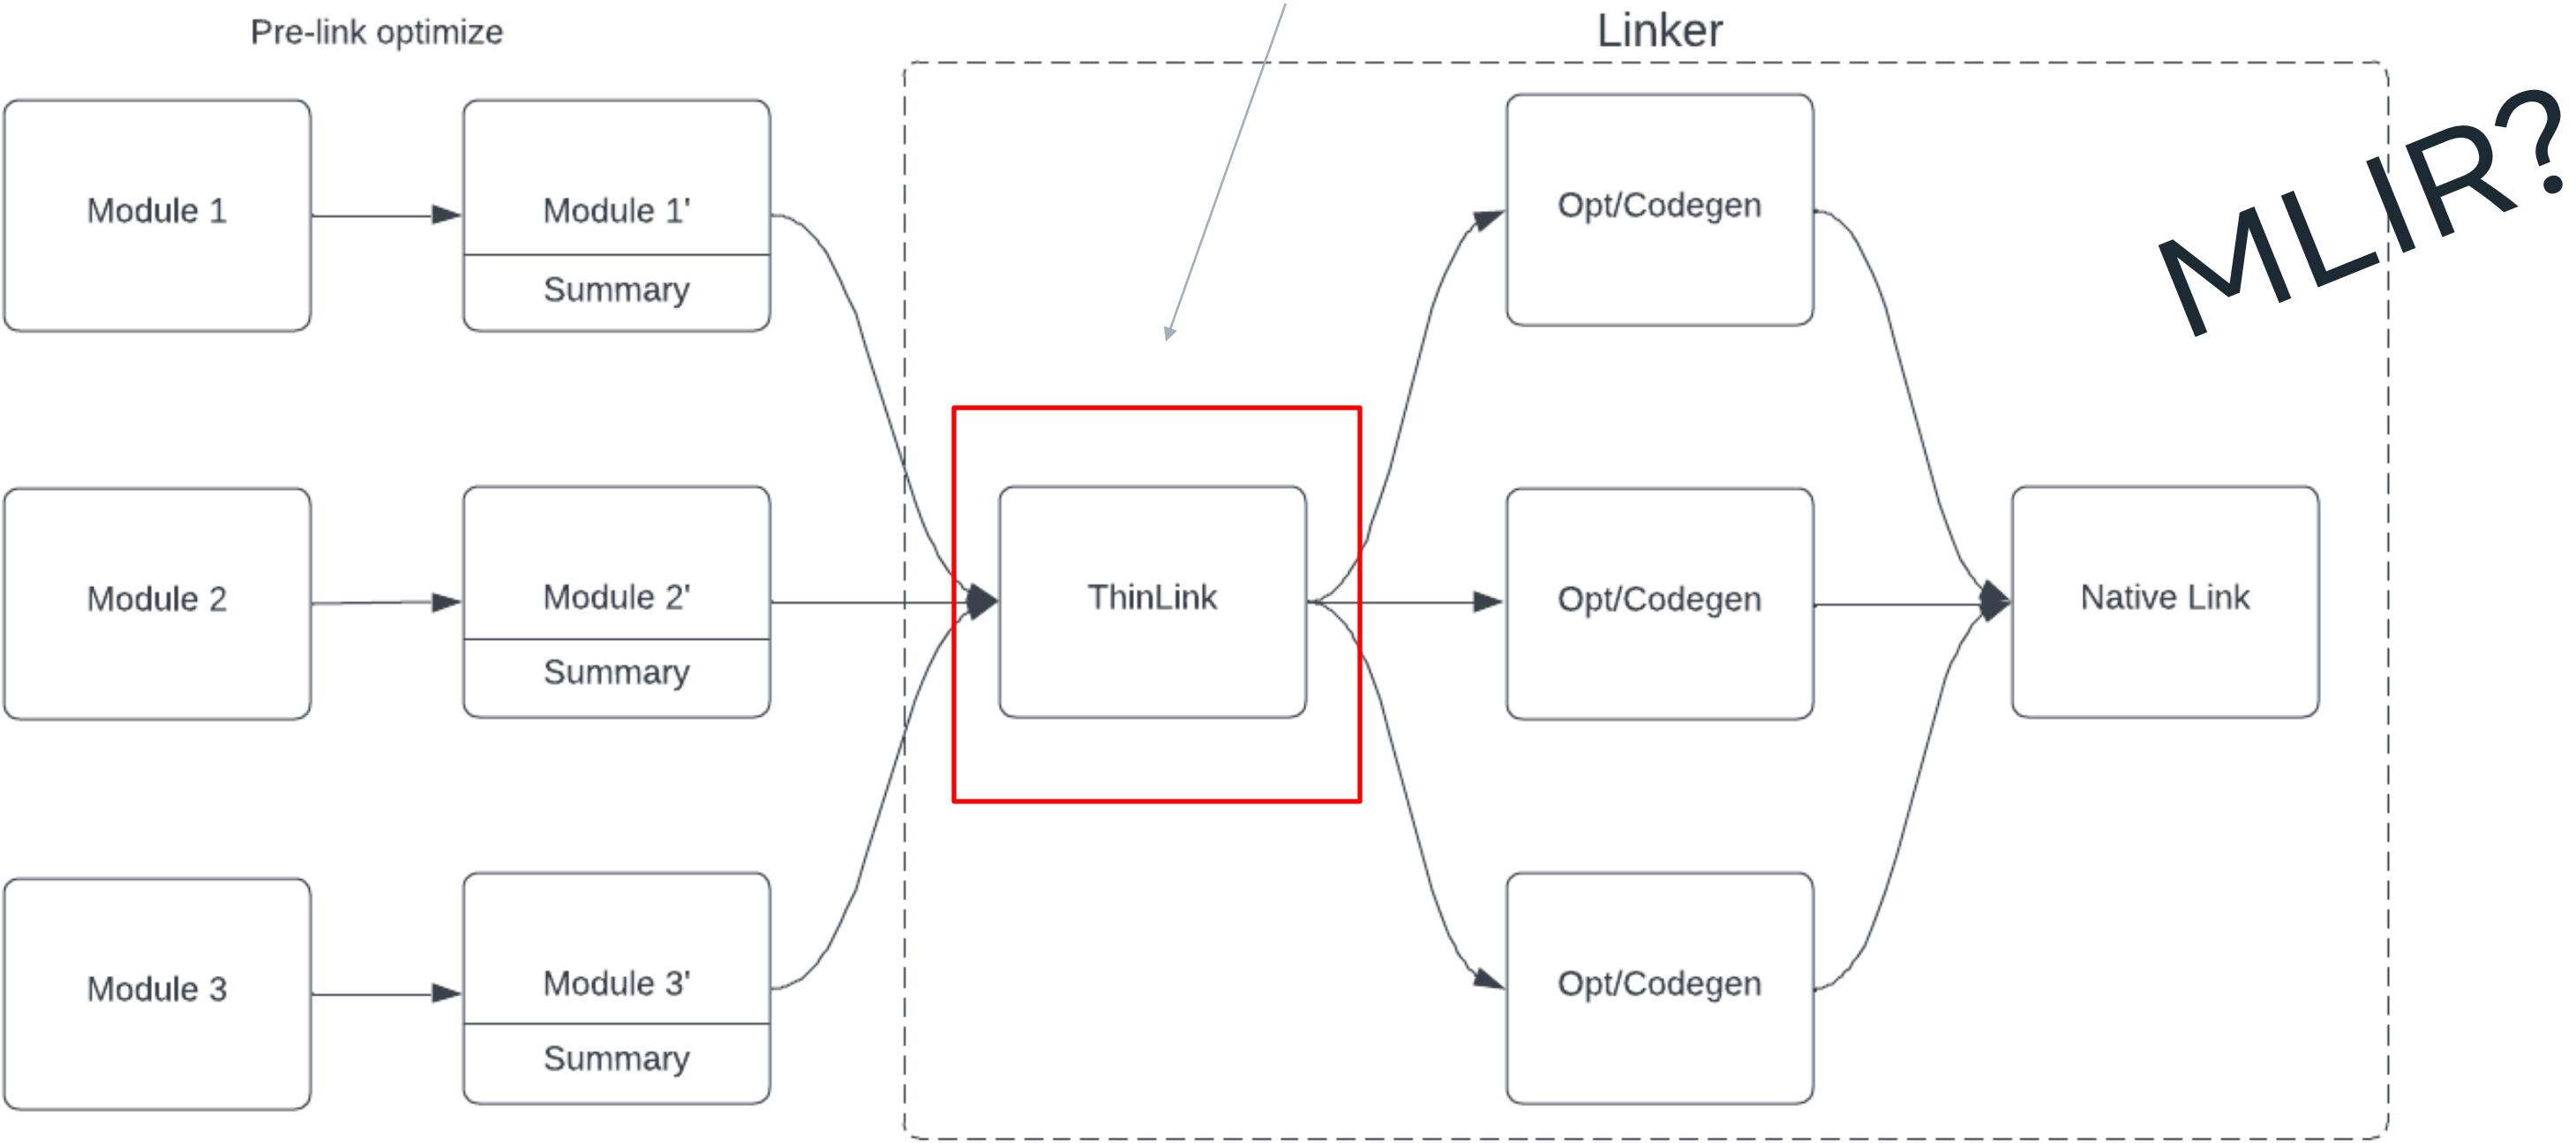 Pre-link optimize
Linker
MLIR?
Module 1
Module 1'
Summary
Opt/Codegen
Module 2
Module 2'
Summary
ThinLink
Opt/Codegen
Native Link
Module 3
Module 3'
Summary
Opt/Codegen